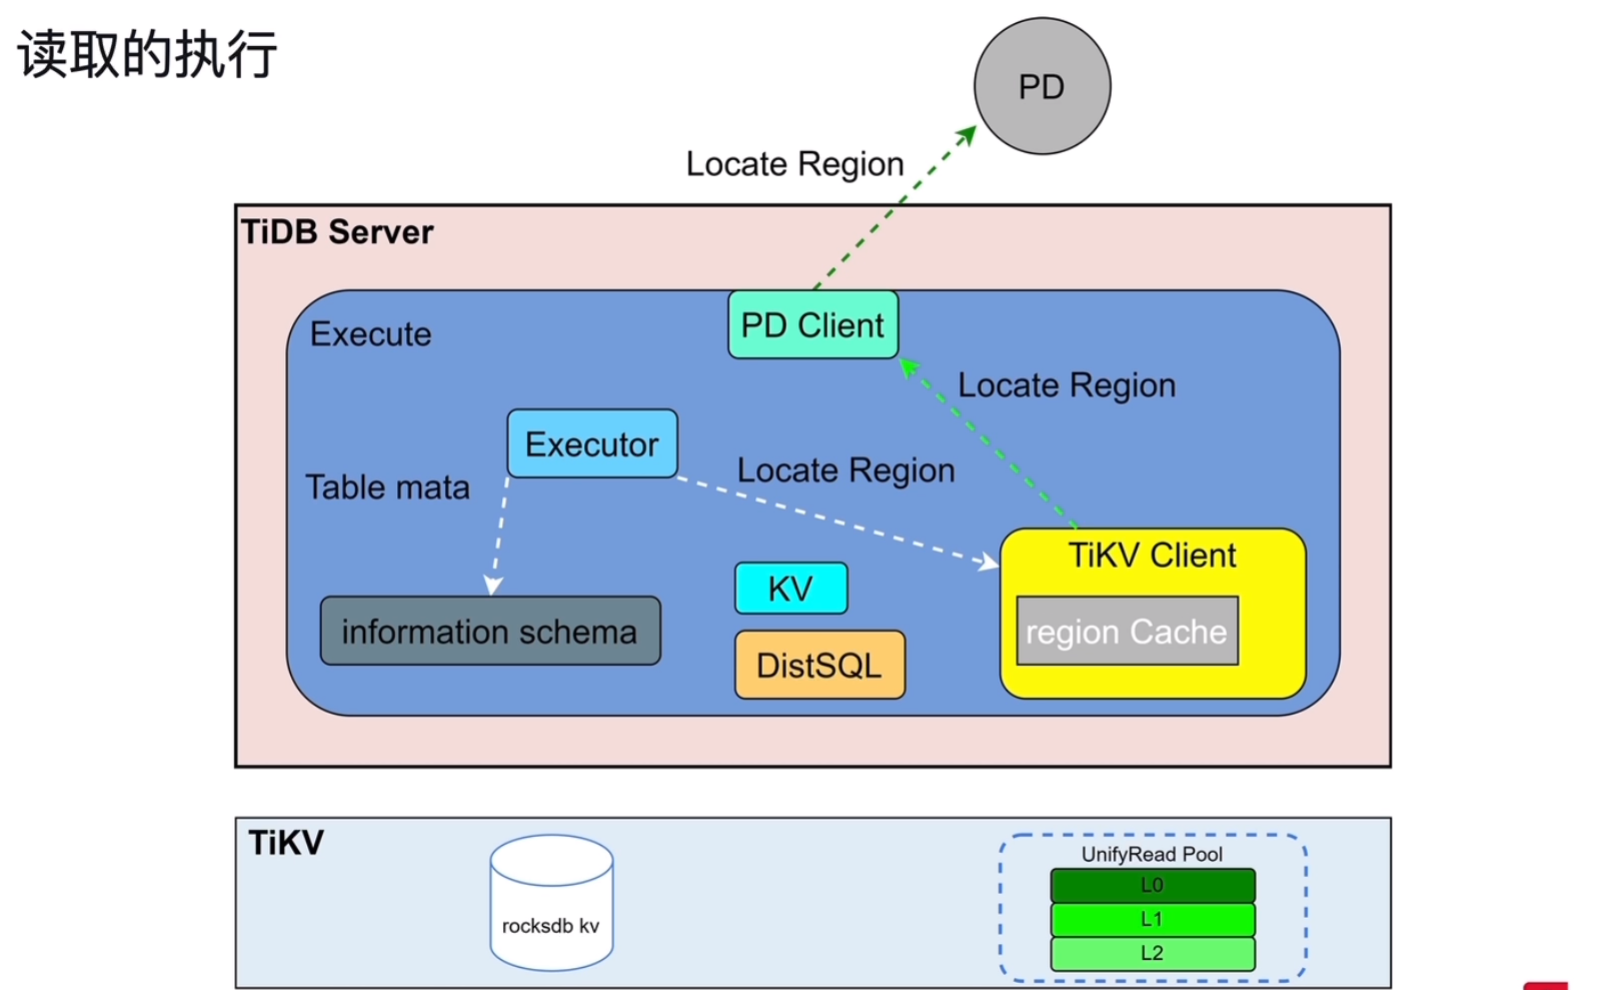 读取的执行
PD
Locate Region
TiDB Server
PD Client
Execute
Locate Region
Executor
Locate Region
Table mata
TiKV Client
KV
region Cache
information schema
DistSQL
TiKV
UnifyRead Pool
L0
L1
rocksdb kv
L2